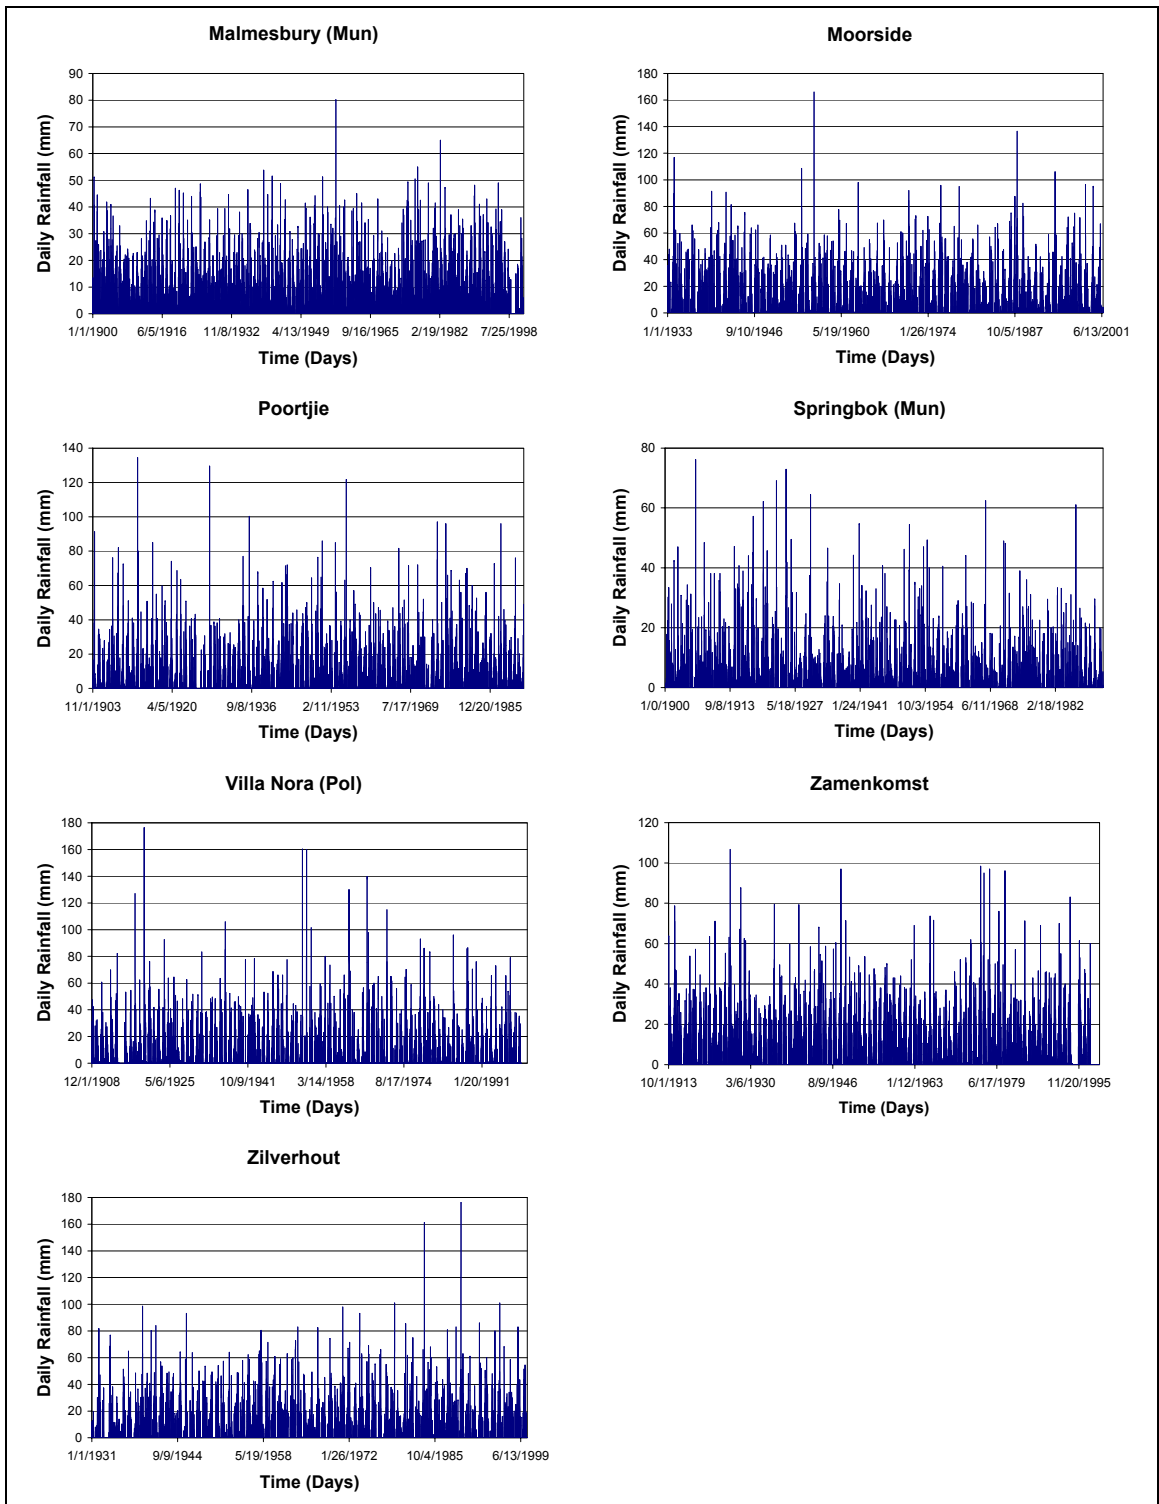 Malmesbury (Mun)
90
80
70
60
50
40
30
20
10
0
Daily Rainfall (mm)
1/1/1900 6/5/1916 11/8/1932 4/13/1949 9/16/1965 2/19/1982 7/25/1998
Time (Days)
Moorside
180
160
140
120
100
80
60
40
20
0
Daily Rainfall (mm)
1/1/1933 9/10/1946 5/19/1960 1/26/1974 10/5/1987 6/13/2001
Time (Days)
Poortjie
140
120
100
80
60
40
20
0
Daily Rainfall (mm)
11/1/1903 4/5/1920 9/8/1936 2/11/1953 7/17/1969 12/20/1985
Time (Days)
Springbok (Mun)
80
60
40
20
0
Daily Rainfall (mm)
1/0/1900 9/8/1913 5/18/1927 1/24/1941 10/3/1954 6/11/1968 2/18/1982
Time (Days)
Villa Nora (Pol)
180
160
140
120
100
80
60
40
20
0
Daily Rainfall (mm)
12/1/1908 5/6/1925 10/9/1941 3/14/1958 8/17/1974 1/20/1991
Time (Days)
Zamenkomst
120
100
80
60
40
20
0
Daily Rainfall (mm)
10/1/1913 3/6/1930 8/9/1946 1/12/1963 6/17/1979 11/20/1995
Time (Days)
Zilverhout
180
160
140
120
100
80
60
40
20
0
Daily Rainfall (mm)
1/1/1931 9/9/1944 5/19/1958 1/26/1972 10/4/1985 6/13/1999
Time (Days)